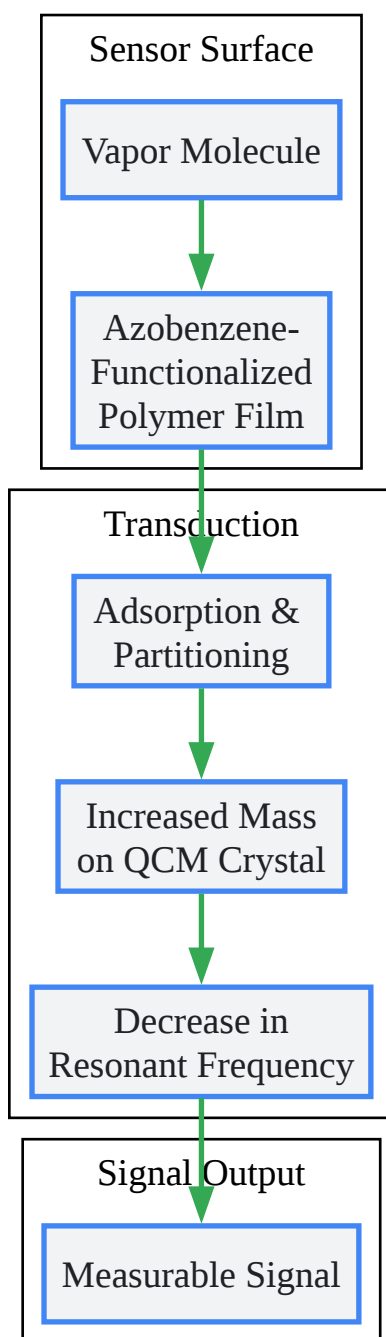 Sensor Surface
Vapor Molecule
Azobenzene-
Functionalized
Polymer Film
Transduction
Adsorption &
Partitioning
Increased Mass
on QCM Crystal
Decrease in
Resonant Frequency
Signal Output
Measurable Signal